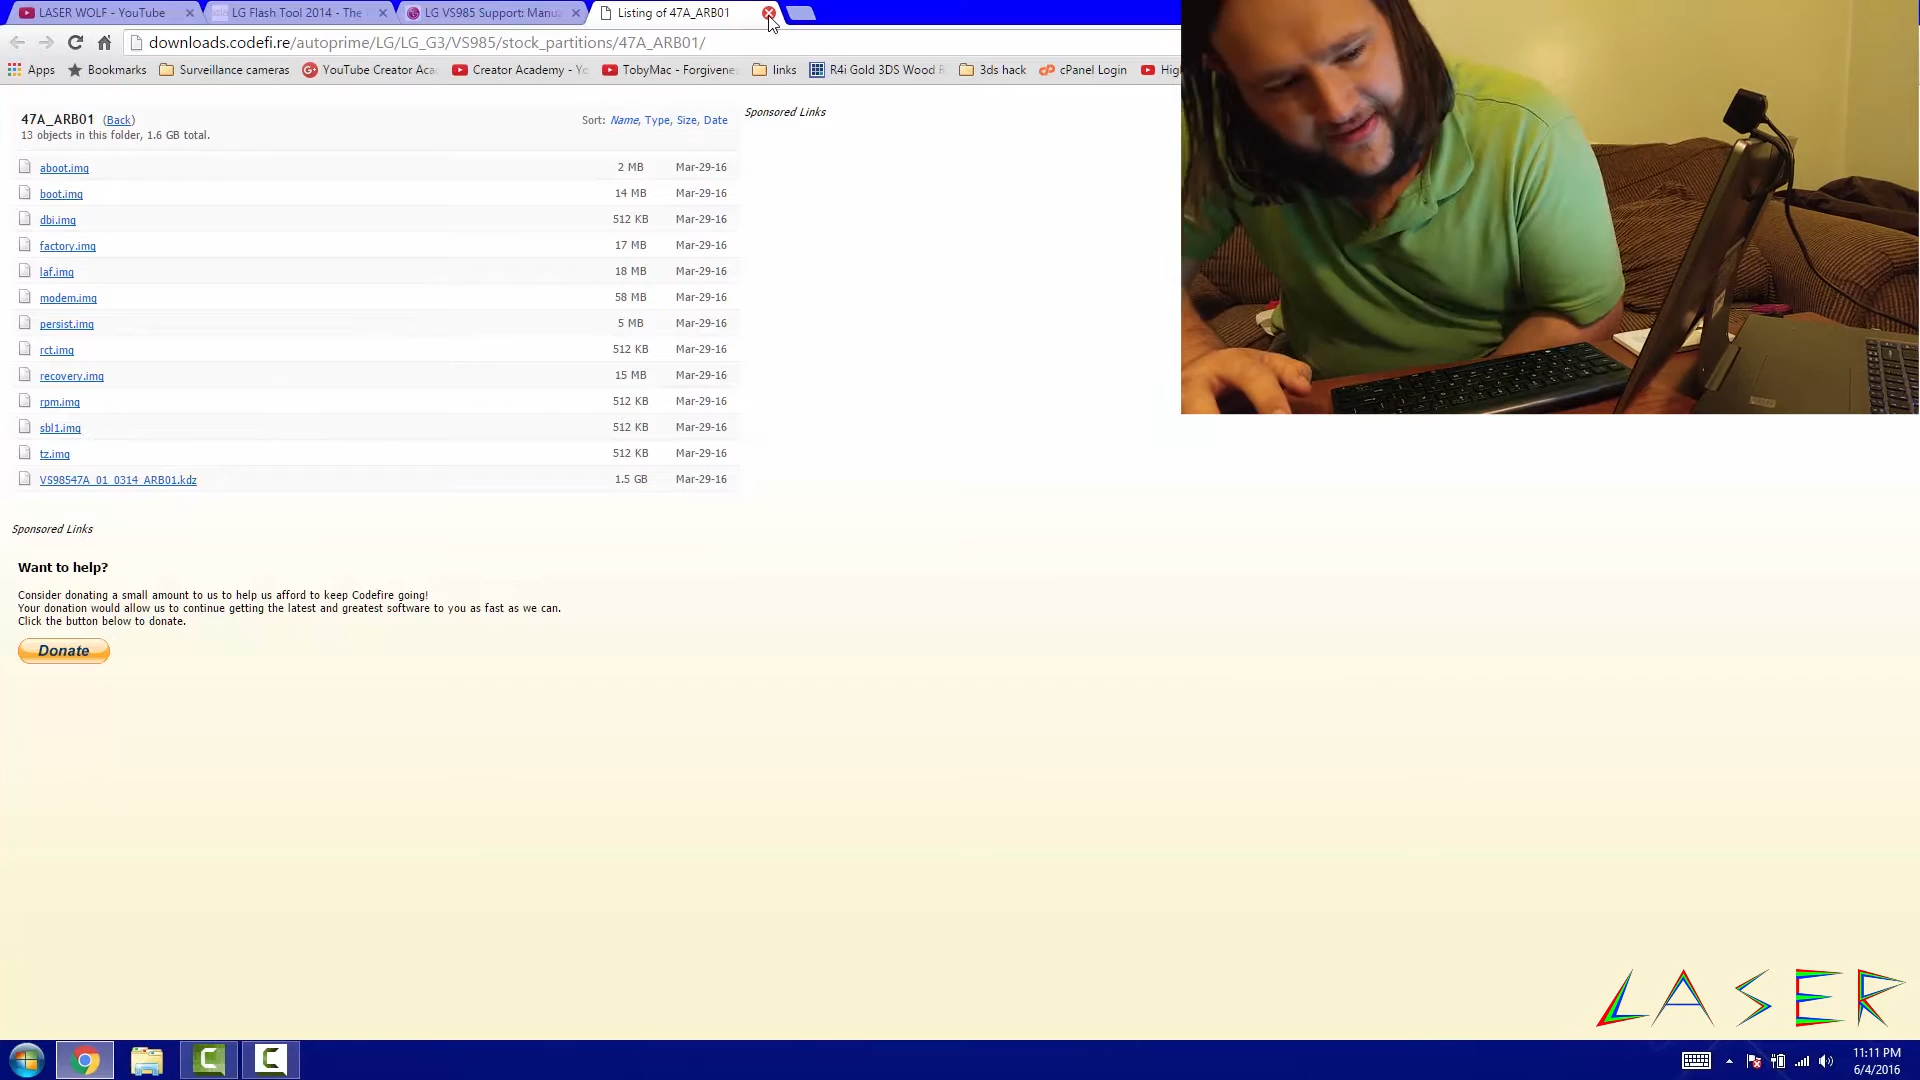 LASER WOLF - YouTube
LG Flash Tool 2014 - The
LG VS985 Support: Manua
Listing of 47A_ARB01
downloads.codefi.re/autoprime/LG/LG_G3/VS985/stock_partitions/47A_ARB01/
Apps Bookmarks Surveillance cameras YouTube Creator Aca Creator Academy - Yo TobyMac - Forgivene links R4i Gold 3DS Wood R 3ds hack cPanel Login Hig
47A_ARB01 (Back)
Sort: Name, Type, Size, Date
13 objects in this folder, 1.6 GB total.
Sponsored Links
aboot.img 2 MB Mar-29-16
boot.img 14 MB Mar-29-16
dbi.img 512 KB Mar-29-16
factory.img 17 MB Mar-29-16
laf.img 18 MB Mar-29-16
modem.img 58 MB Mar-29-16
persist.img 5 MB Mar-29-16
rct.img 512 KB Mar-29-16
recovery.img 15 MB Mar-29-16
rpm.img 512 KB Mar-29-16
sbl1.img 512 KB Mar-29-16
tz.img 512 KB Mar-29-16
VS98547A_01_0314_ARB01.kdz 1.5 GB Mar-29-16
Sponsored Links
Want to help?
Consider donating a small amount to us to help us afford to keep Codefire going!
Your donation would allow us to continue getting the latest and greatest software to you as fast as we can.
Click the button below to donate.
Donate
LASER
11:11 PM
6/4/2016